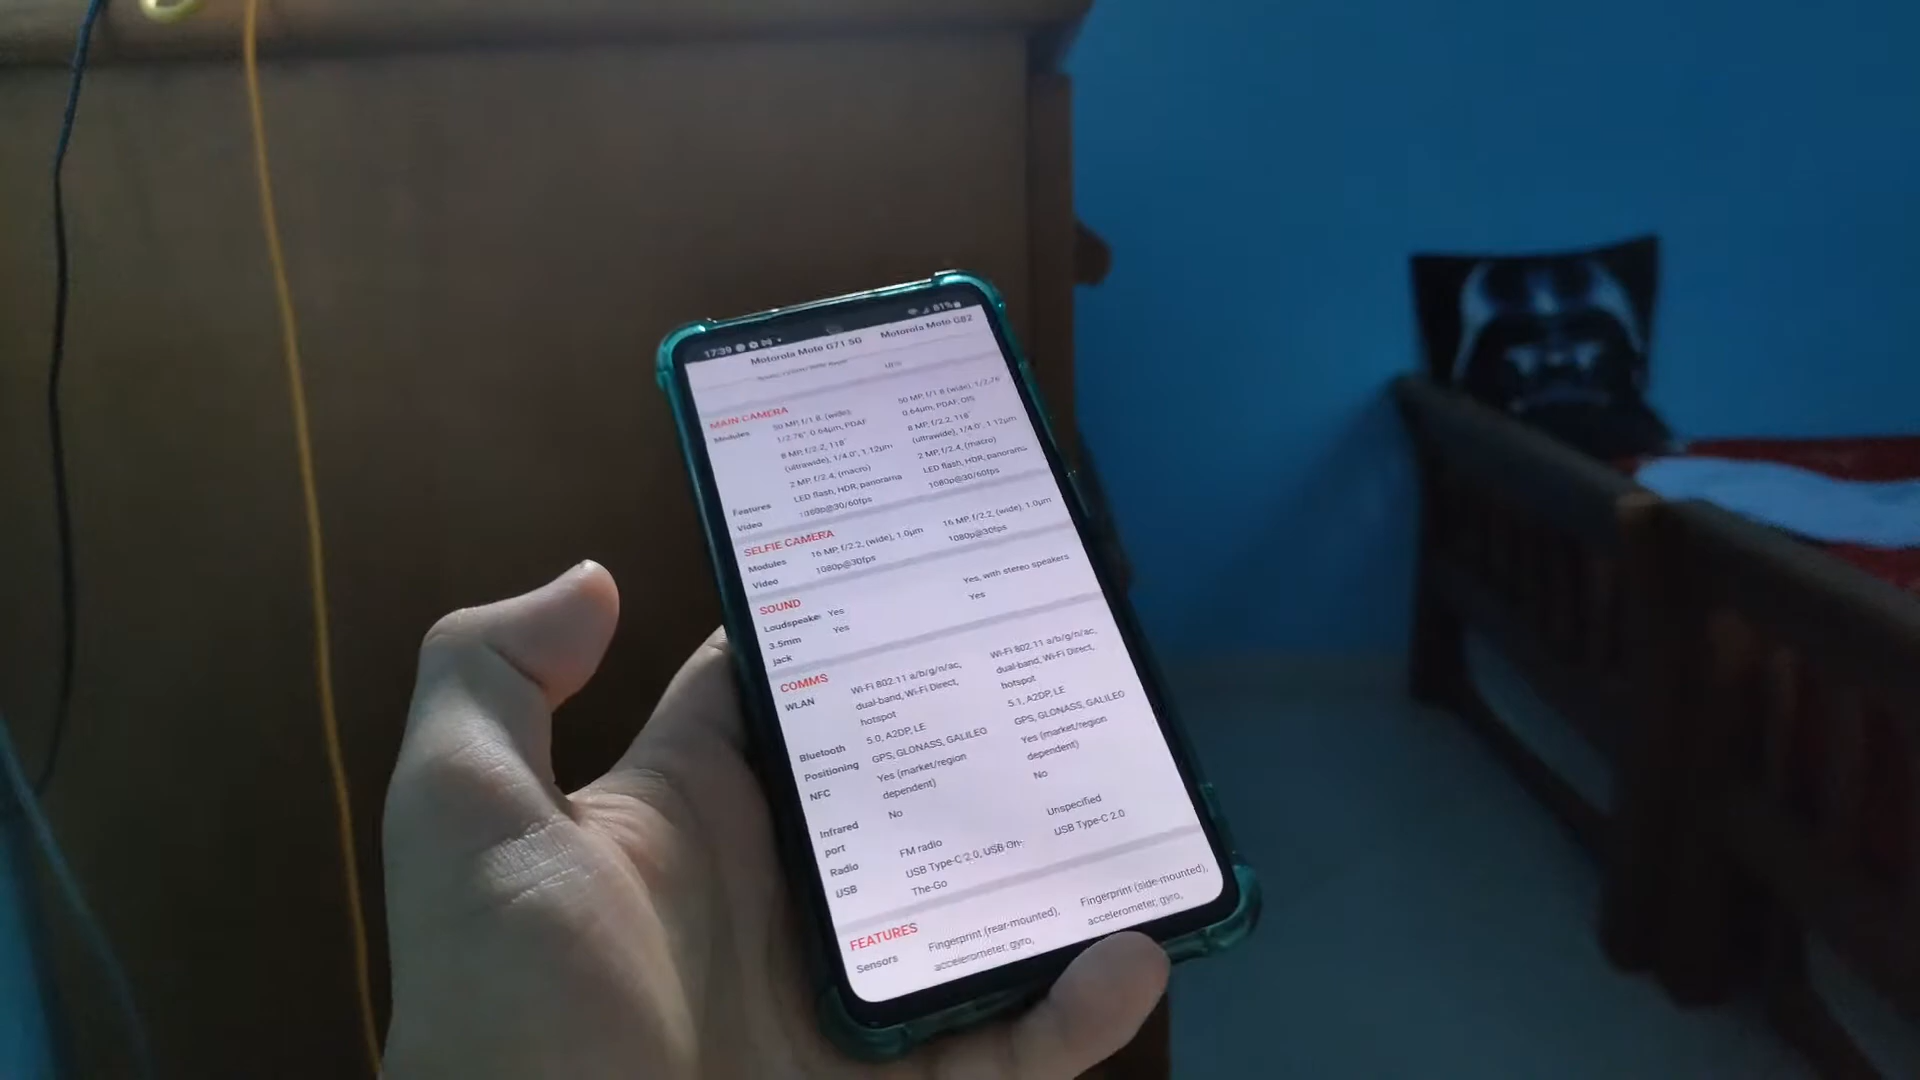 17:39 81%
Motorola Moto G71 5G Motorola Moto G82
MAIN CAMERA
Modules 50 MP, f/1.8, (wide), 50 MP, f/1.8, (wide), 1/2.76"
1/2.76", 0.64µm, PDAF 0.64µm, PDAF, OIS
8 MP, f/2.2, 118° 8 MP, f/2.2, 118°
(ultrawide), 1/4.0", 1.12µm (ultrawide), 1/4.0", 1.12µm
2 MP, f/2.4, (macro) 2 MP, f/2.4, (macro)
Features LED flash, HDR, panorama LED flash, HDR, panorama
Video 1080p@30/60fps 1080p@30/60fps
SELFIE CAMERA
Modules 16 MP, f/2.2, (wide), 1.0µm 16 MP, f/2.2, (wide), 1.0µm
Video 1080p@30fps 1080p@30fps
SOUND
Loudspeaker Yes Yes, with stereo speakers
3.5mm Yes Yes
jack
COMMS
WLAN Wi-Fi 802.11 a/b/g/n/ac, Wi-Fi 802.11 a/b/g/n/ac,
dual-band, Wi-Fi Direct, dual-band, Wi-Fi Direct,
hotspot hotspot
Bluetooth 5.0, A2DP, LE 5.1, A2DP, LE
Positioning GPS, GLONASS, GALILEO GPS, GLONASS, GALILEO
NFC Yes (market/region Yes (market/region
dependent) dependent)
Infrared No No
port
Radio FM radio Unspecified
USB USB Type-C 2.0, USB On- USB Type-C 2.0
The-Go
FEATURES
Sensors Fingerprint (rear-mounted), Fingerprint (side-mounted),
accelerometer, gyro, accelerometer, gyro,